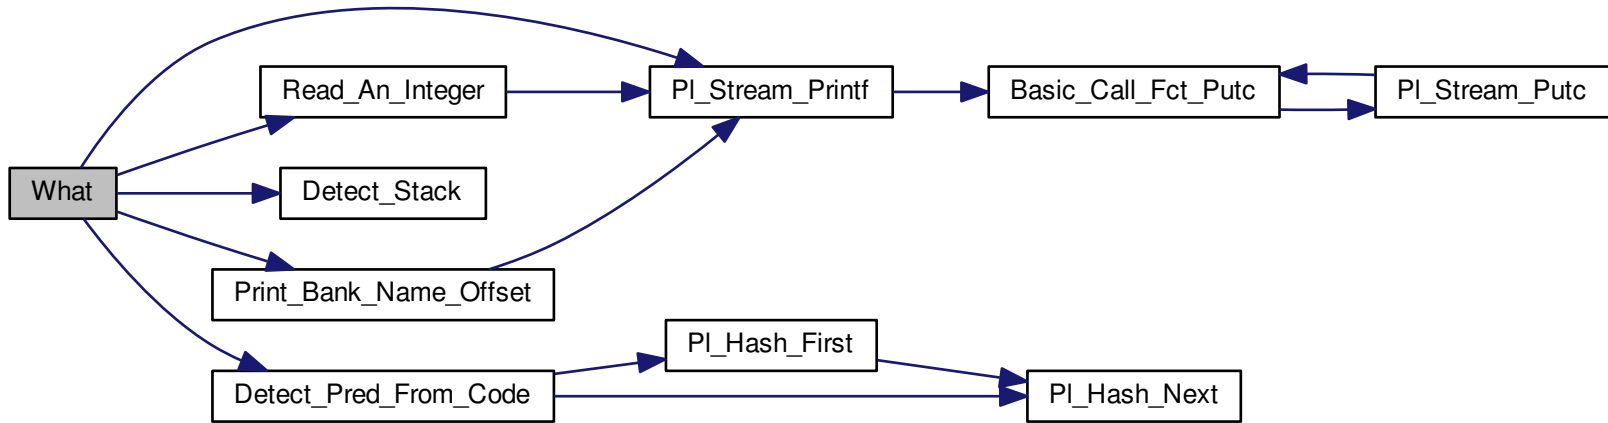 Read_An_Integer
Pl_Stream_Printf
Basic_Call_Fct_Putc
Pl_Stream_Putc
What
Detect_Stack
Print_Bank_Name_Offset
Pl_Hash_First
Detect_Pred_From_Code
Pl_Hash_Next